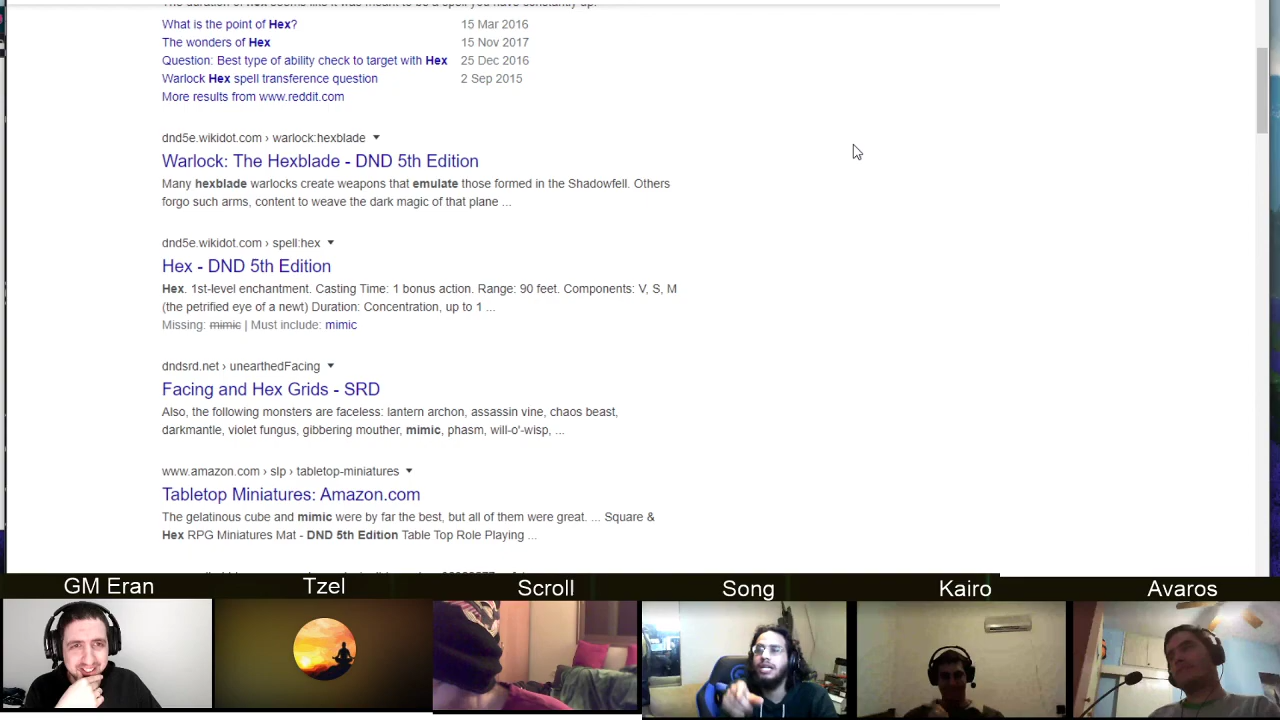 What is the point of Hex? 15 Mar 2016
The wonders of Hex 15 Nov 2017
Question: Best type of ability check to target with Hex 25 Dec 2016
Warlock Hex spell transference question 2 Sep 2015
More results from www.reddit.com
dnd5e.wikidot.com › warlock:hexblade
Warlock: The Hexblade - DND 5th Edition
Many hexblade warlocks create weapons that emulate those formed in the Shadowfell. Others
forgo such arms, content to weave the dark magic of that plane ...
dnd5e.wikidot.com › spell:hex
Hex - DND 5th Edition
Hex. 1st-level enchantment. Casting Time: 1 bonus action. Range: 90 feet. Components: V, S, M
(the petrified eye of a newt) Duration: Concentration, up to 1 ...
Missing: mimic | Must include: mimic
dndsrd.net › unearthedFacing
Facing and Hex Grids - SRD
Also, the following monsters are faceless: lantern archon, assassin vine, chaos beast,
darkmantle, violet fungus, gibbering mouther, mimic, phasm, will-o'-wisp, ...
www.amazon.com › slp › tabletop-miniatures
Tabletop Miniatures: Amazon.com
The gelatinous cube and mimic were by far the best, but all of them were great. ... Square &
Hex RPG Miniatures Mat - DND 5th Edition Table Top Role Playing ...
GM Eran Tzel Scroll Song Kairo Avaros